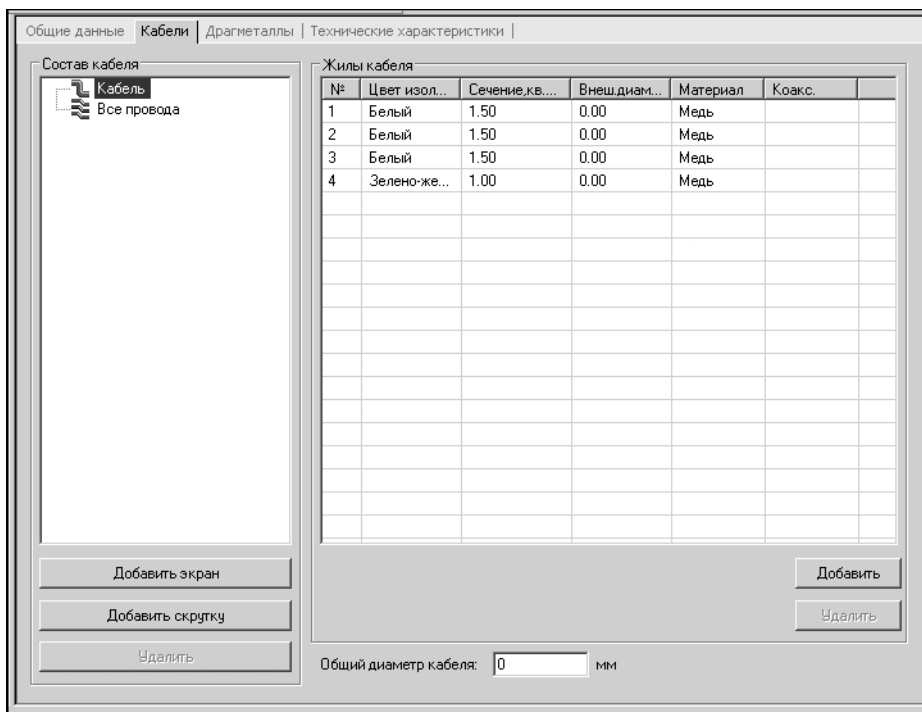 Общие данные Кабели Драгметаллы Технические характеристики
Состав кабеля
Кабель
Все провода
Добавить экран
Добавить скрутку
Удалить
Жилы кабеля
№ Цвет изол... Сечение,кв.... Внеш.диам... Материал Коакс.
1 Белый 1.50 0.00 Медь
2 Белый 1.50 0.00 Медь
3 Белый 1.50 0.00 Медь
4 Зелено-же... 1.00 0.00 Медь
Добавить
Удалить
Общий диаметр кабеля: 0 мм